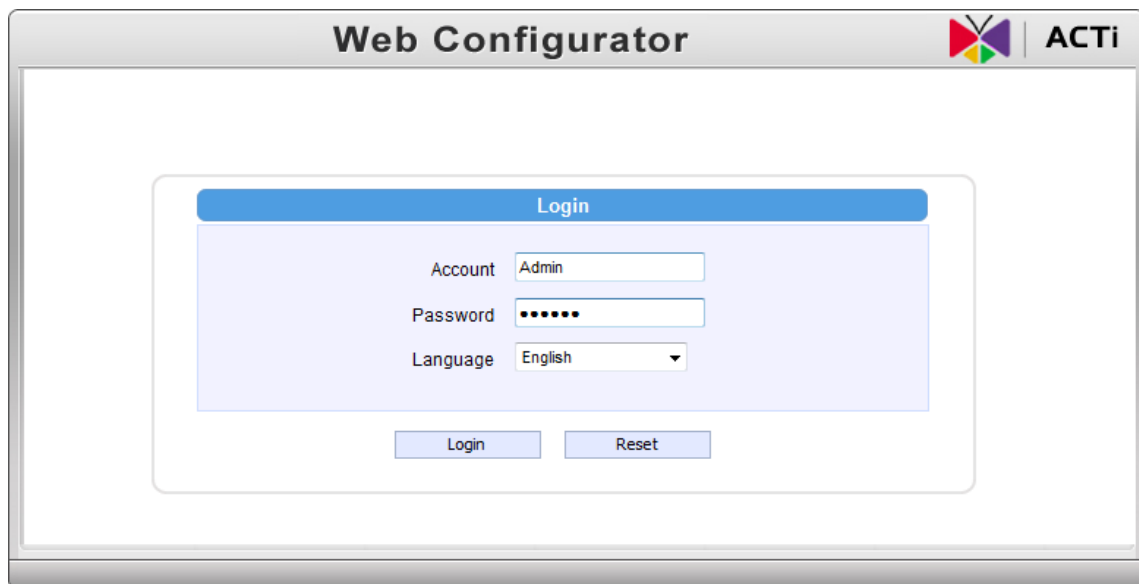 Web Configurator
ACTi
Login
Account Admin
Password ••••••
Language English
Login Reset